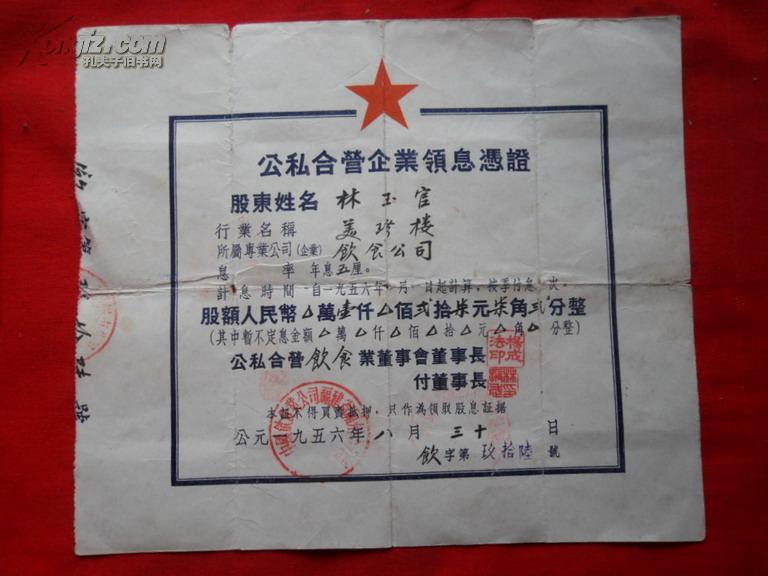 公私合營企業領息憑證
股東姓名 林玉官
行業名稱 美珍楼
所屬專業公司(企業) 飲食公司
息率 年息五厘。
計息時間 自一九五六年一月一日起計算,按季付息一次。
股額人民幣△萬壹仟△佰弍拾柒元柒角弍分整
(其中暫不定息金額△萬△仟△佰△拾△元△角△分整)
公私合營飲食業董事會董事長
付董事長
本証不得買賣抵押,只作為領取股息証据
公元一九五六年八月三十日
飲字第玖拾陸號
孔夫子旧书网